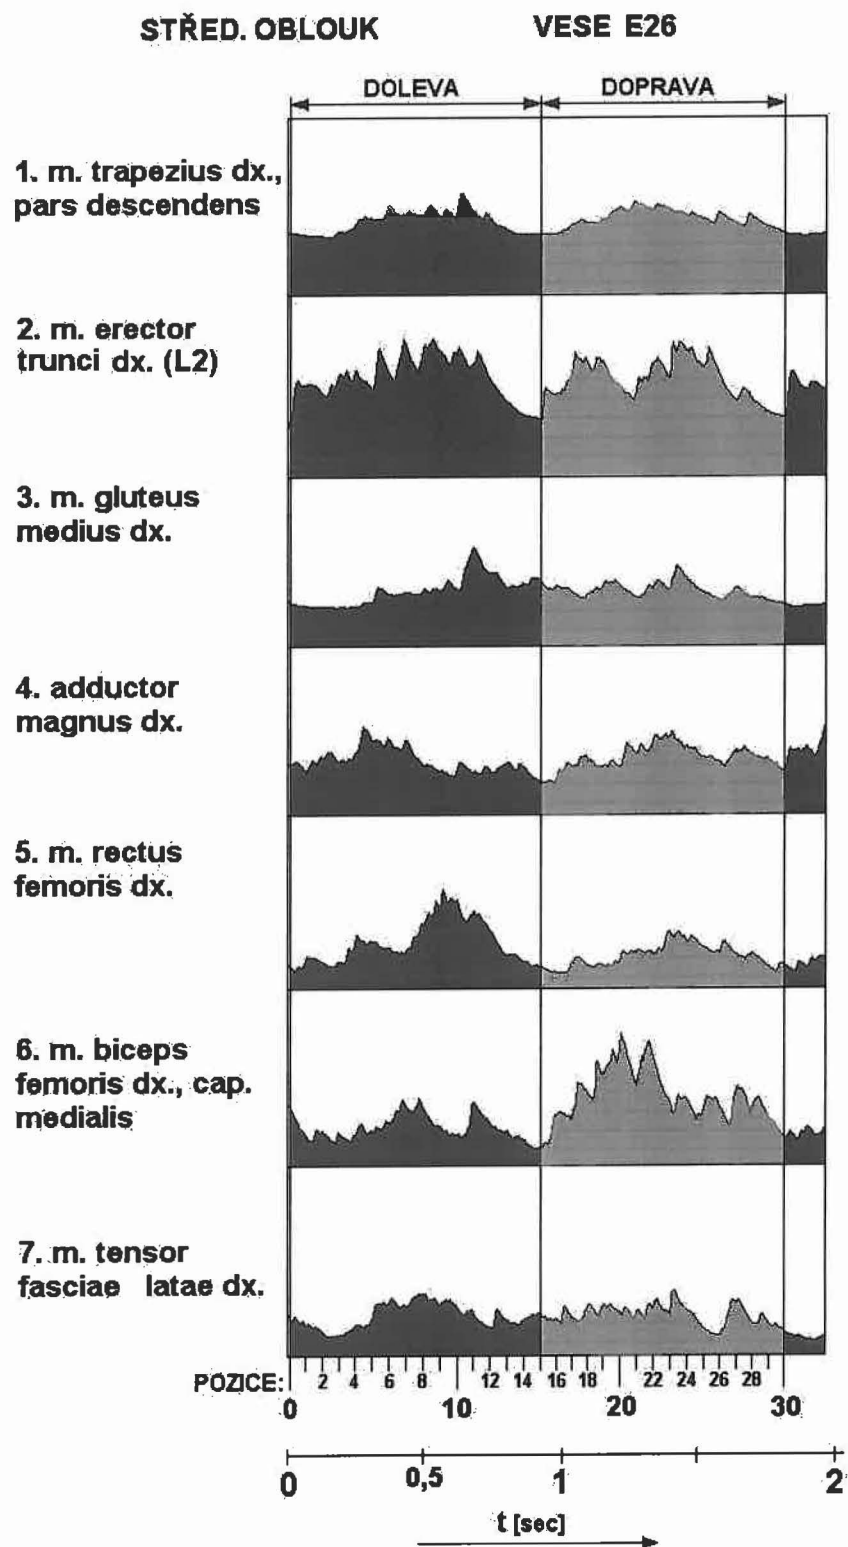 STŘED. OBLOUK VESE E26
DOLEVA DOPRAVA
1. m. trapezius dx.,
pars descendens
2. m. erector
trunci dx. (L2)
3. m. gluteus
medius dx.
4. adductor
magnus dx.
5. m. rectus
femoris dx.
6. m. biceps
femoris dx., cap.
medialis
7. m. tensor
fasciae latae dx.
POZICE: 2 4 6 8 12 14 16 18 22 24 26 28
0 10 20 30
0 0,5 1 2
t [sec]